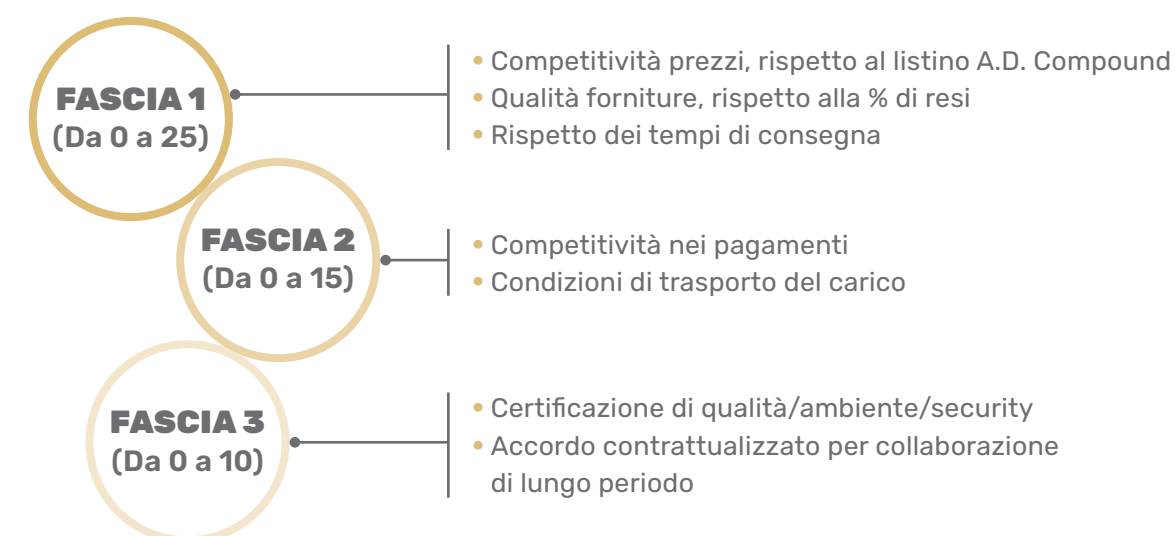 FASCIA 1
(Da 0 a 25)
• Competitività prezzi, rispetto al listino A.D. Compound
• Qualità forniture, rispetto alla % di resi
• Rispetto dei tempi di consegna
FASCIA 2
(Da 0 a 15)
• Competitività nei pagamenti
• Condizioni di trasporto del carico
FASCIA 3
(Da 0 a 10)
• Certificazione di qualità/ambiente/security
• Accordo contrattualizzato per collaborazione
di lungo periodo